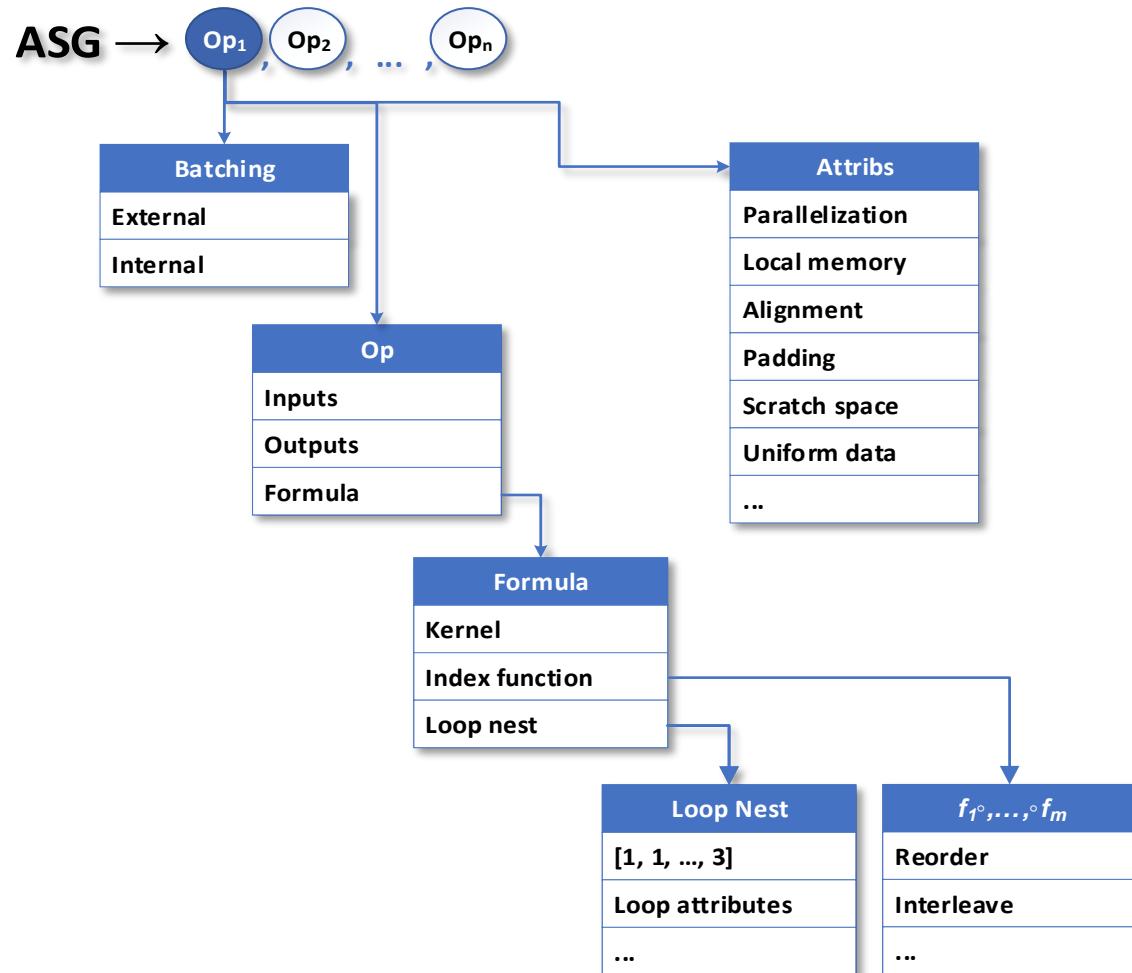 ASG → Op1 , Op2 , ... , Opn
Batching
External
Internal
Attribs
Parallelization
Local memory
Alignment
Padding
Scratch space
Uniform data
...
Op
Inputs
Outputs
Formula
Formula
Kernel
Index function
Loop nest
Loop Nest
[1, 1, ..., 3]
Loop attributes
...
f1◦,...,◦fm
Reorder
Interleave
...